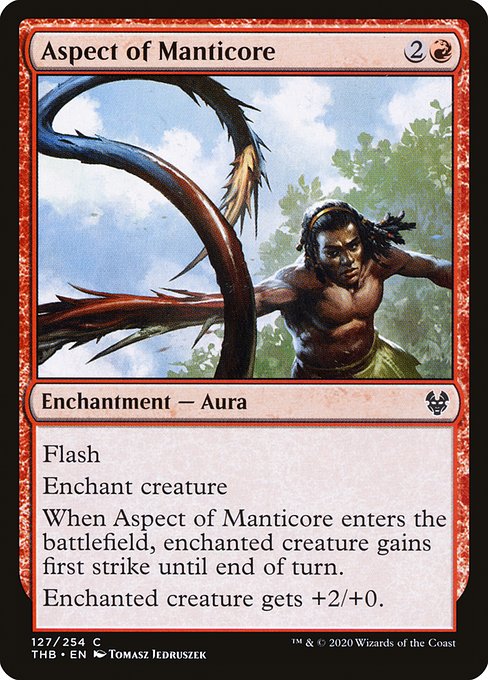 Aspect of Manticore 2
Enchantment — Aura
Flash
Enchant creature
When Aspect of Manticore enters the
battlefield, enchanted creature gains
first strike until end of turn.
Enchanted creature gets +2/+0.
127/254 C
THB • EN Tomasz Jedruszek
™ & © 2020 Wizards of the Coast